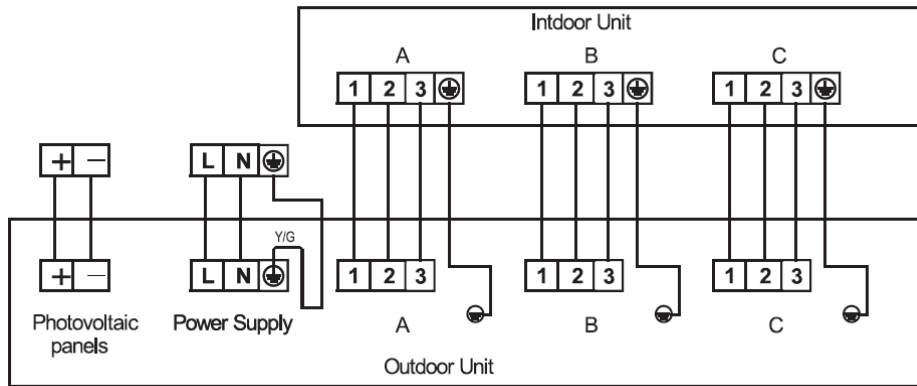 Intdoor Unit
A B C
1 2 3 1 2 3 1 2 3
+ − L N
Y/G
+ − L N 1 2 3 1 2 3 1 2 3
Photovoltaic
panels
Power Supply
A B C
Outdoor Unit